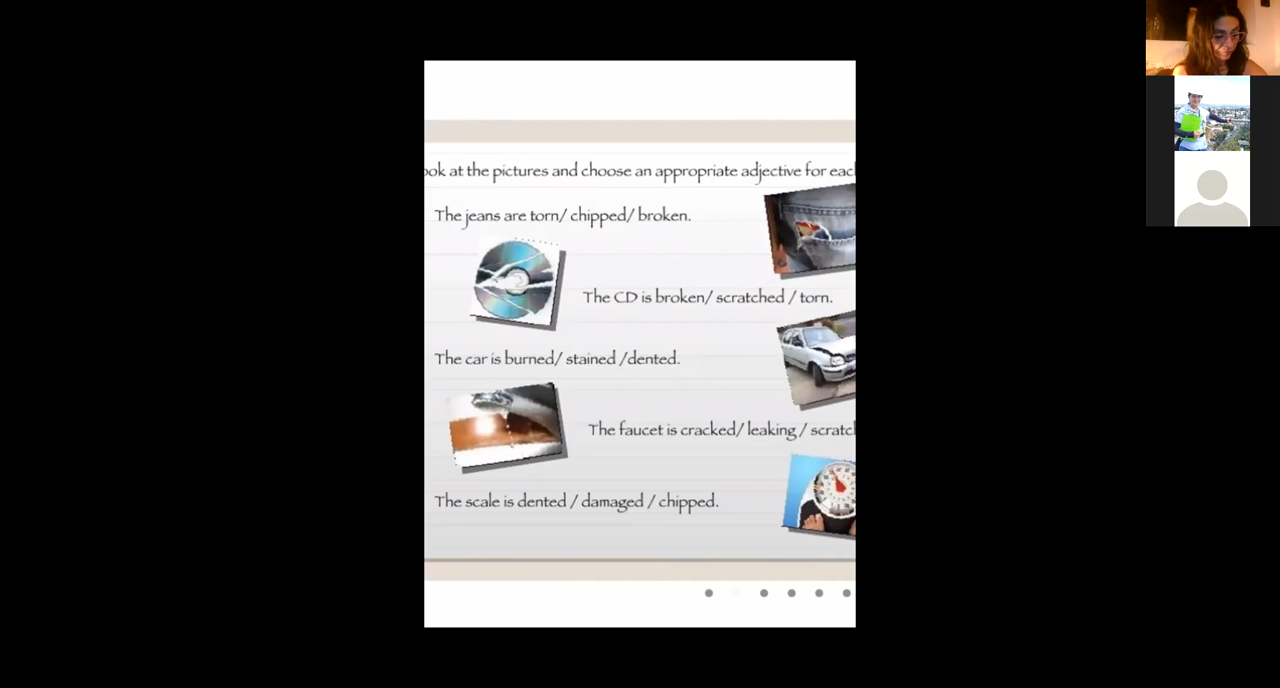 ook at the pictures and choose an appropriate adjective for each
The jeans are torn/ chipped/ broken.
The CD is broken/ scratched / torn.
The car is burned/ stained /dented.
The faucet is cracked/ leaking / scratch
The scale is dented / damaged / chipped.